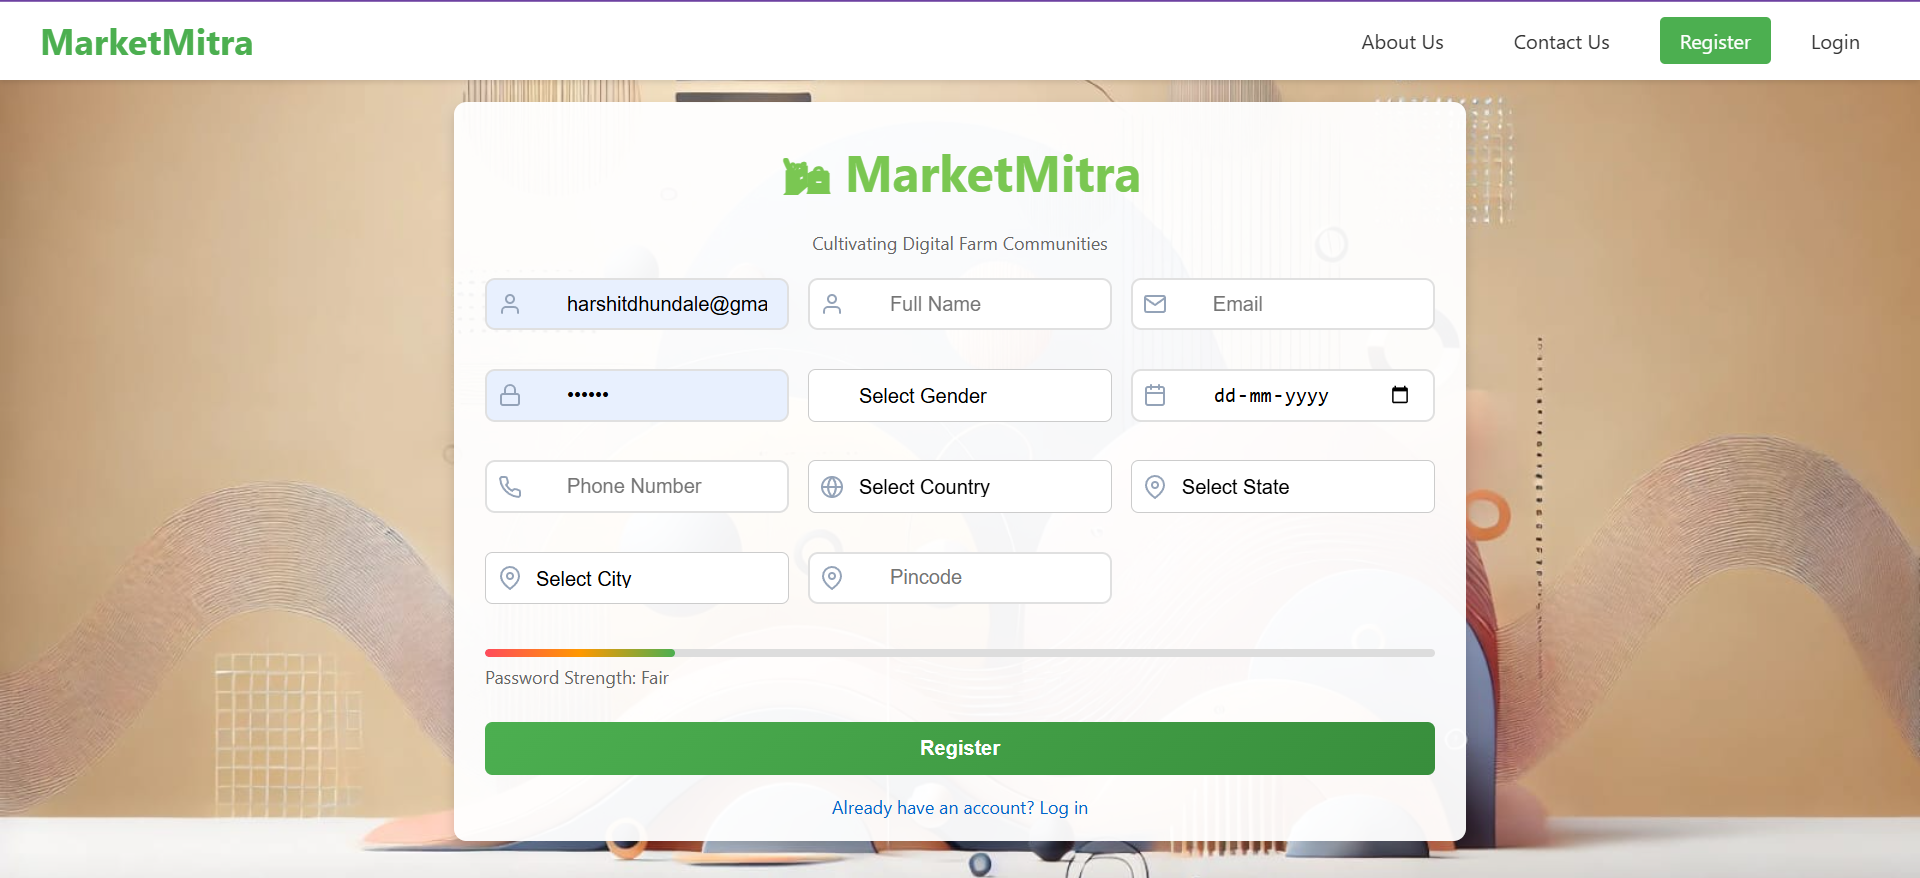 MarketMitra
About Us
Contact Us
Register
Login
MarketMitra
Cultivating Digital Farm Communities
harshitdhundale@gma
Full Name
Email
••••••
Select Gender
dd-mm-yyyy
Phone Number
Select Country
Select State
Select City
Pincode
Password Strength: Fair
Register
Already have an account? Log in